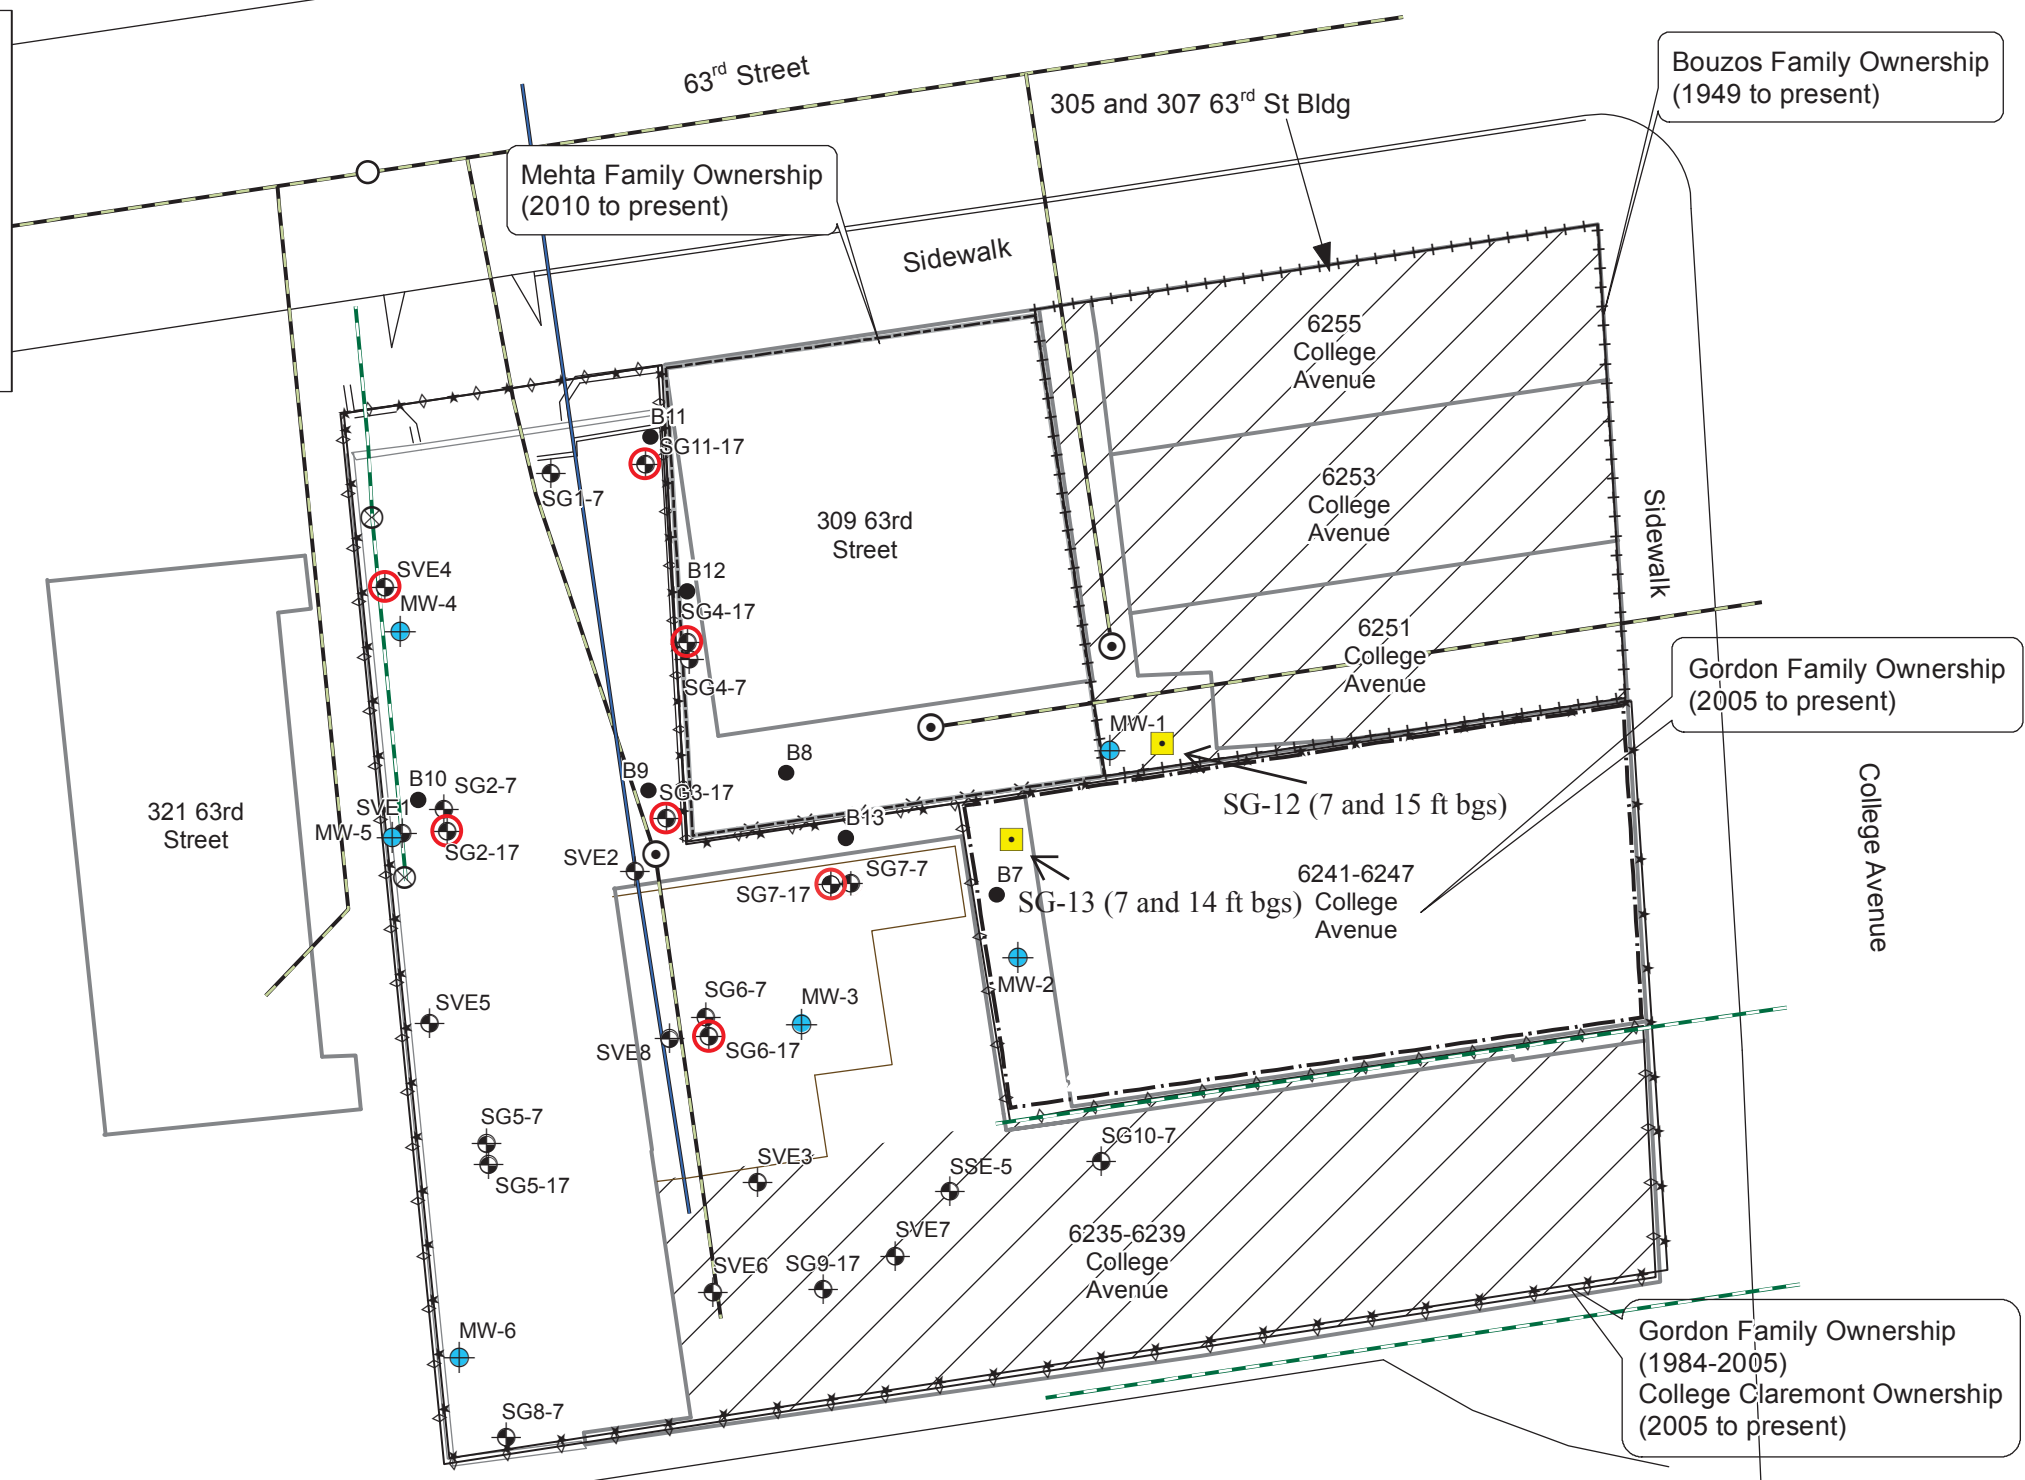 63rd Street
Bouzos Family Ownership
(1949 to present)
305 and 307 63rd St Bldg
Mehta Family Ownership
(2010 to present)
Sidewalk
6255
College
Avenue
B11
SG11-17
SG1-7
6253
College
Avenue
309 63rd
Street
Sidewalk
SVE4
MW-4
B12
SG4-17
SG4-7
6251
College
Avenue
Gordon Family Ownership
(2005 to present)
MW-1
B8
B9
SG3-17
SG-12 (7 and 15 ft bgs)
321 63rd
Street
B10
SG2-7
SVE1
MW-5
SG2-17
B13
SVE2
SG7-7
SG7-17
B7
SG-13 (7 and 14 ft bgs)
6241-6247
College
Avenue
College Avenue
MW-2
SG6-7
MW-3
SVE5
SVE8
SG6-17
SG5-7
SG5-17
SG10-7
SVE3
SSE-5
SVE7
6235-6239
College
Avenue
SVE6
SG9-17
MW-6
SG8-7
Gordon Family Ownership
(1984-2005)
College Claremont Ownership
(2005 to present)